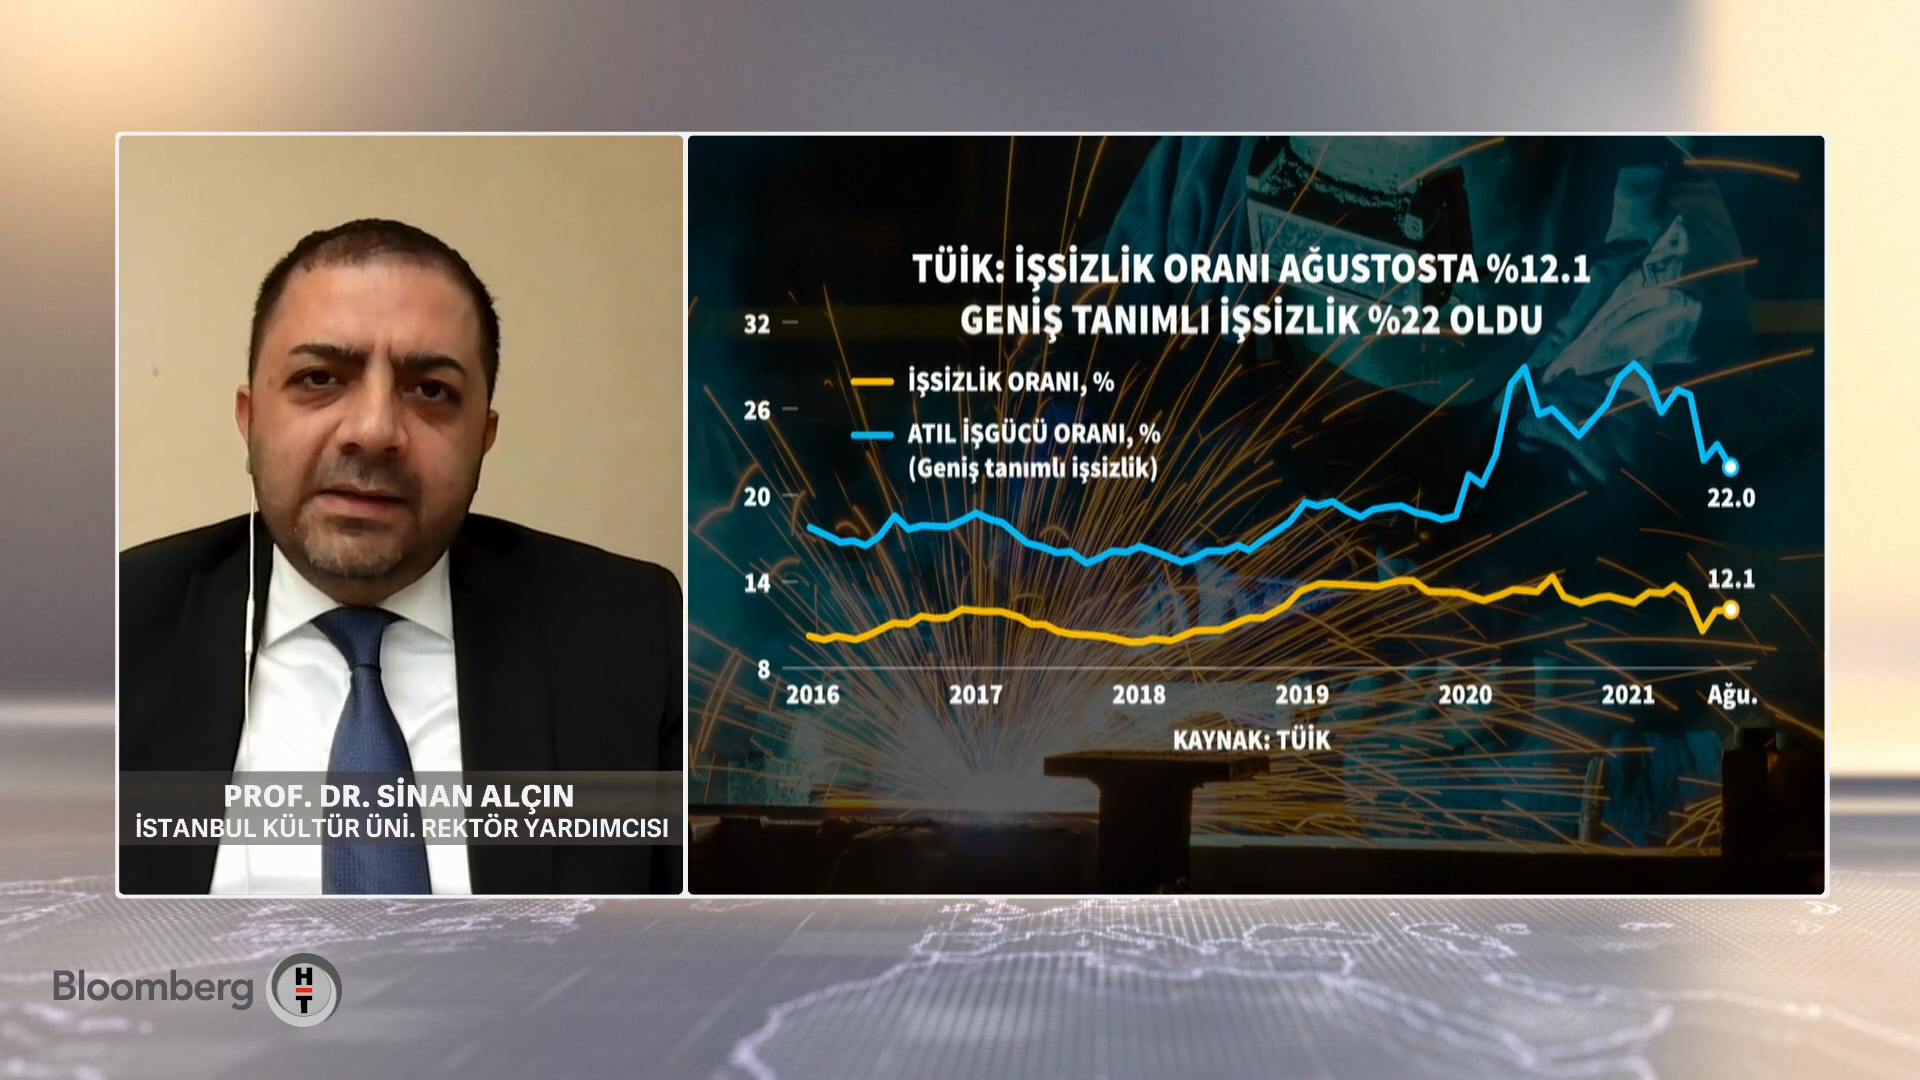 PROF. DR. SİNAN ALÇIN
İSTANBUL KÜLTÜR ÜNİ. REKTÖR YARDIMCISI
TÜİK: İŞSİZLİK ORANI AĞUSTOSTA %12.1
GENİŞ TANIMLI İŞSİZLİK %22 OLDU
İŞSİZLİK ORANI, %
ATIL İŞGÜCÜ ORANI, %
(Geniş tanımlı işsizlik)
32
26
20
14
8
22.0
12.1
2016 2017 2018 2019 2020 2021 Ağu.
KAYNAK: TÜİK
Bloomberg HT